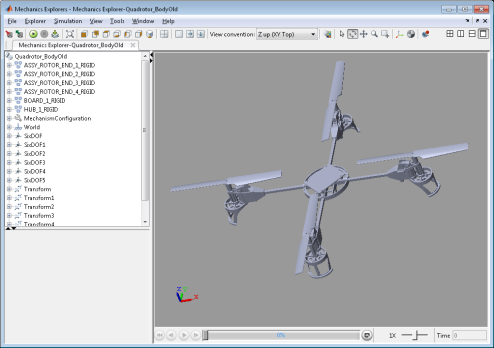 Mechanics Explorers - Mechanics Explorer-Quadrotor_BodyOld
File Explorer Simulation View Tools Window Help
View convention: Z up (XY Top)
Mechanics Explorer-Quadrotor_BodyOld
Quadrotor_BodyOld
ASSY_ROTOR_END_1_RIGID
ASSY_ROTOR_END_2_RIGID
ASSY_ROTOR_END_3_RIGID
ASSY_ROTOR_END_4_RIGID
BOARD_1_RIGID
HUB_1_RIGID
MechanismConfiguration
World
SixDOF
SixDOF1
SixDOF2
SixDOF3
SixDOF4
SixDOF5
Transform
Transform1
Transform2
Transform3
Transform4
Z
Y
X
0%
1X
Time 0